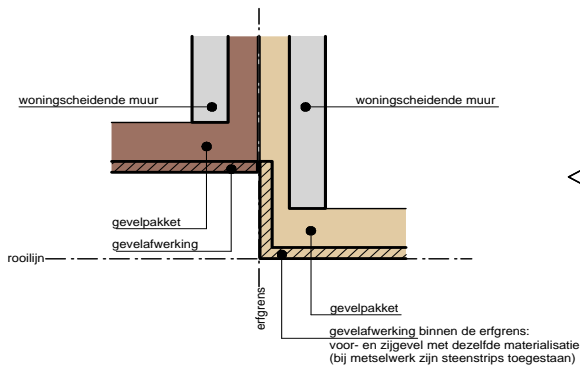 woningscheidende muur
woningscheidende muur
gevelpakket
gevelafwerking
rooilijn
erfgrens
gevelpakket
gevelafwerking binnen de erfgrens:
voor- en zijgevel met dezelfde materialisatie
(bij metselwerk zijn steenstrips toegestaan)